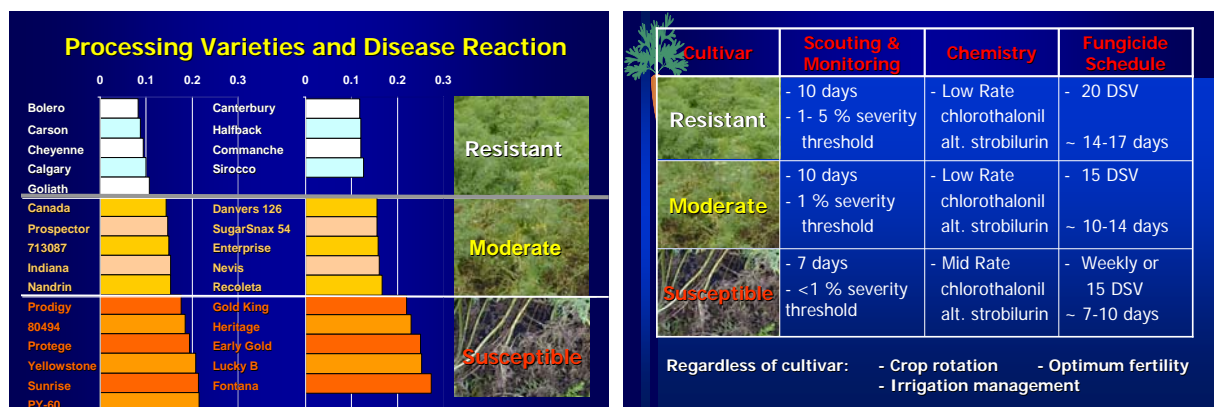 Processing Varieties and Disease Reaction
0 0.1 0.2 0.3 0 0.1 0.2 0.3
Bolero Canterbury
Carson Halfback
Cheyenne Commanche
Calgary Sirocco
Goliath
Resistant
Canada Danvers 126
Prospector SugarSnax 54
713087 Enterprise
Indiana Nevis
Nandrin Recoleta
Moderate
Prodigy Gold King
80494 Heritage
Protege Early Gold
Yellowstone Lucky B
Sunrise Fontana
PY-60
Susceptible
Cultivar
Scouting &
Monitoring
Chemistry
Fungicide
Schedule
Resistant
- 10 days
- 1- 5 % severity
threshold
- Low Rate
chlorothalonil
alt. strobilurin
- 20 DSV
~ 14-17 days
Moderate
- 10 days
- 1 % severity
threshold
- Low Rate
chlorothalonil
alt. strobilurin
- 15 DSV
~ 10-14 days
Susceptible
- 7 days
- <1 % severity
threshold
- Mid Rate
chlorothalonil
alt. strobilurin
- Weekly or
15 DSV
~ 7-10 days
Regardless of cultivar: - Crop rotation - Optimum fertility
- Irrigation management